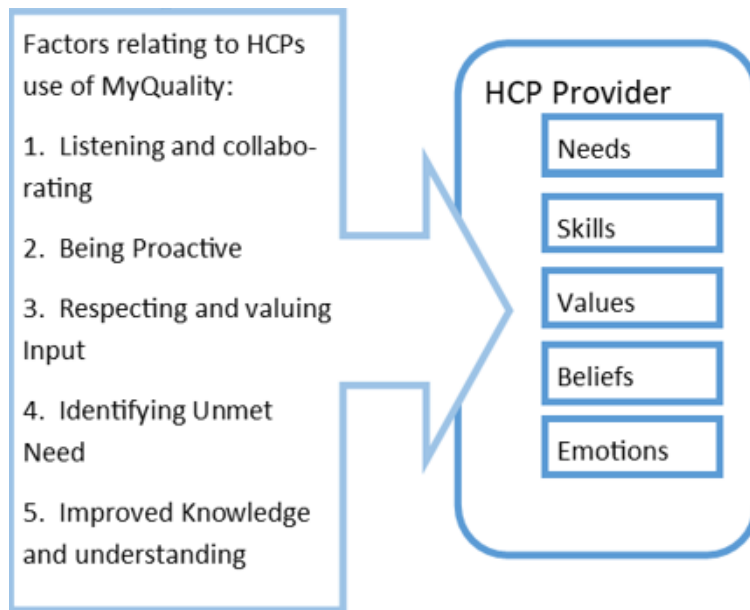 Factors relating to HCPs
use of MyQuality:
1. Listening and collabo-
rating
2. Being Proactive
3. Respecting and valuing
Input
4. Identifying Unmet
Need
5. Improved Knowledge
and understanding
HCP Provider
Needs
Skills
Values
Beliefs
Emotions